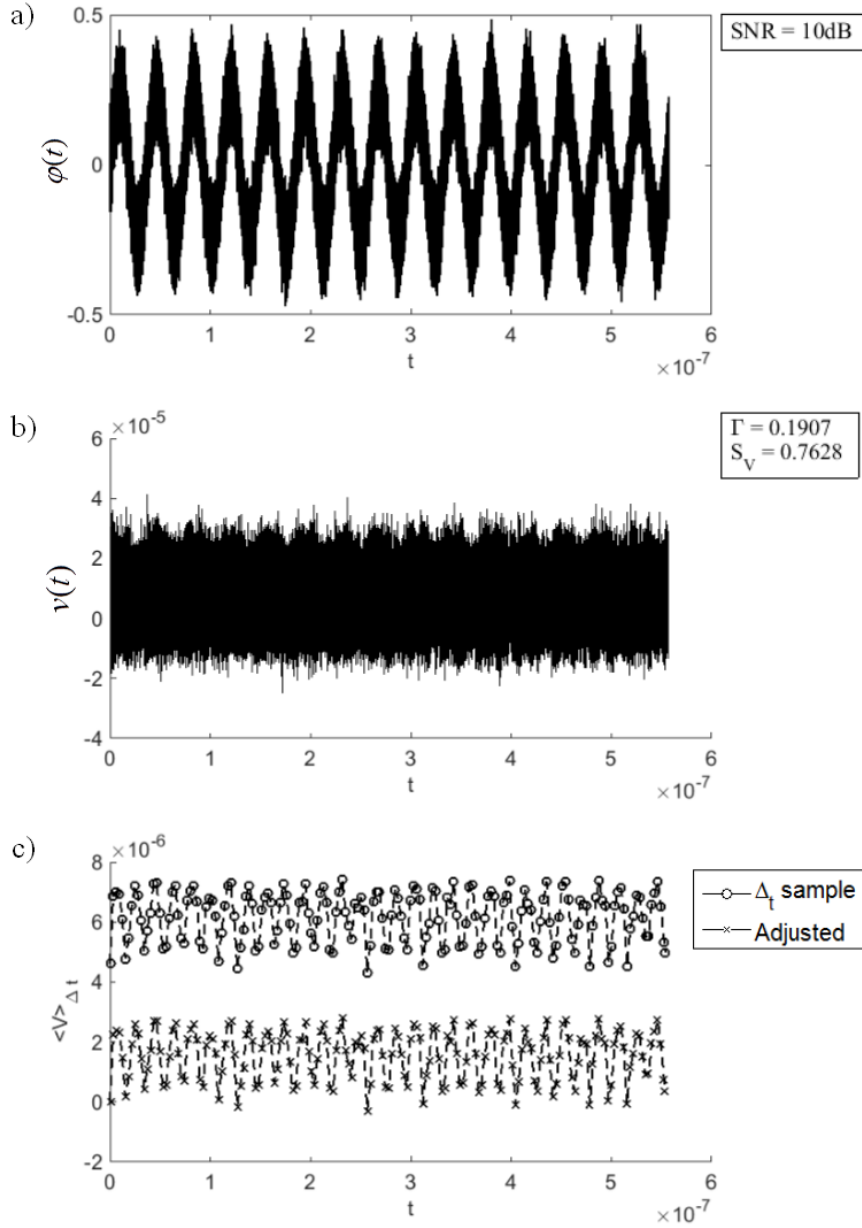 a)
0.5
0
-0.5
φ(t)
0 1 2 3 4 5 6
t
×10⁻⁷
SNR = 10dB
b)
×10⁻⁵
6
4
2
0
-2
-4
v(t)
0 1 2 3 4 5 6
t
×10⁻⁷
Γ = 0.1907
S_V = 0.7628
c)
×10⁻⁶
8
6
4
2
0
-2
<V>_Δ t
0 1 2 3 4 5 6
t
×10⁻⁷
Δ_t sample
Adjusted